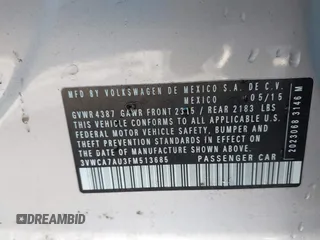 MFD BY VOLKSWAGEN DE MEXICO S.A. DE C.V.
MEXICO 05/15
GVWR 4387 GAWR FRONT 2315 / REAR 2183 LBS
THIS VEHICLE CONFORMS TO ALL APPLICABLE
FEDERAL MOTOR VEHICLE SAFETY, BUMPER AND
THEFT PREVENTION STANDARDS IN EFFECT ON
THE DATE OF MANUFACTURE SHOWN ABOVE
3VWCA7AU3FM513685 PASSENGER CAR
2023068 3146 M